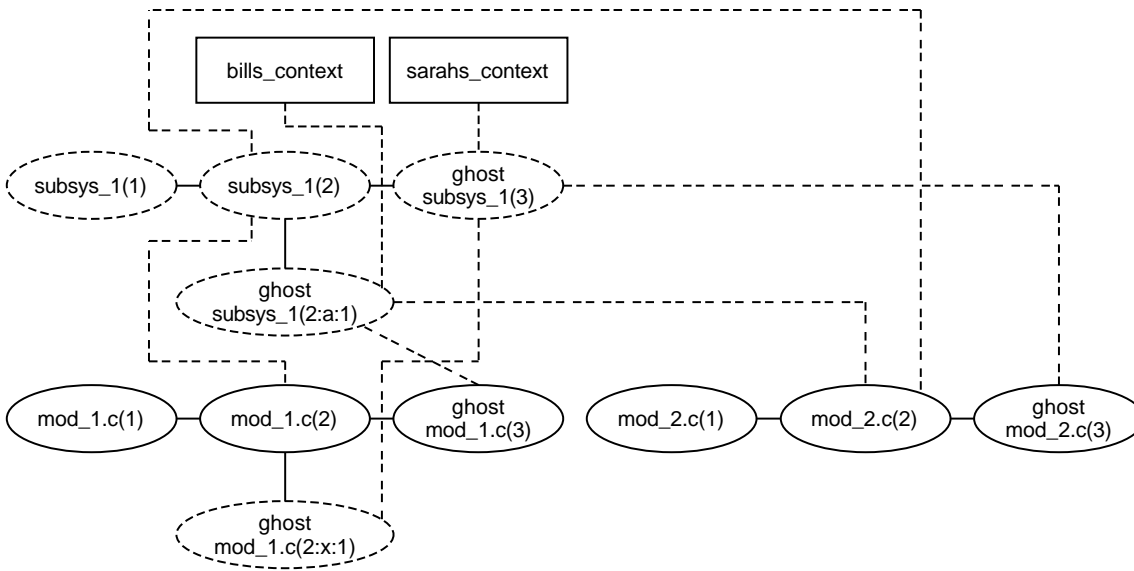 bills_context
sarahs_context
subsys_1(1)
subsys_1(2)
ghost
subsys_1(3)
ghost
subsys_1(2:a:1)
mod_1.c(1)
mod_1.c(2)
ghost
mod_1.c(3)
mod_2.c(1)
mod_2.c(2)
ghost
mod_2.c(3)
ghost
mod_1.c(2:x:1)